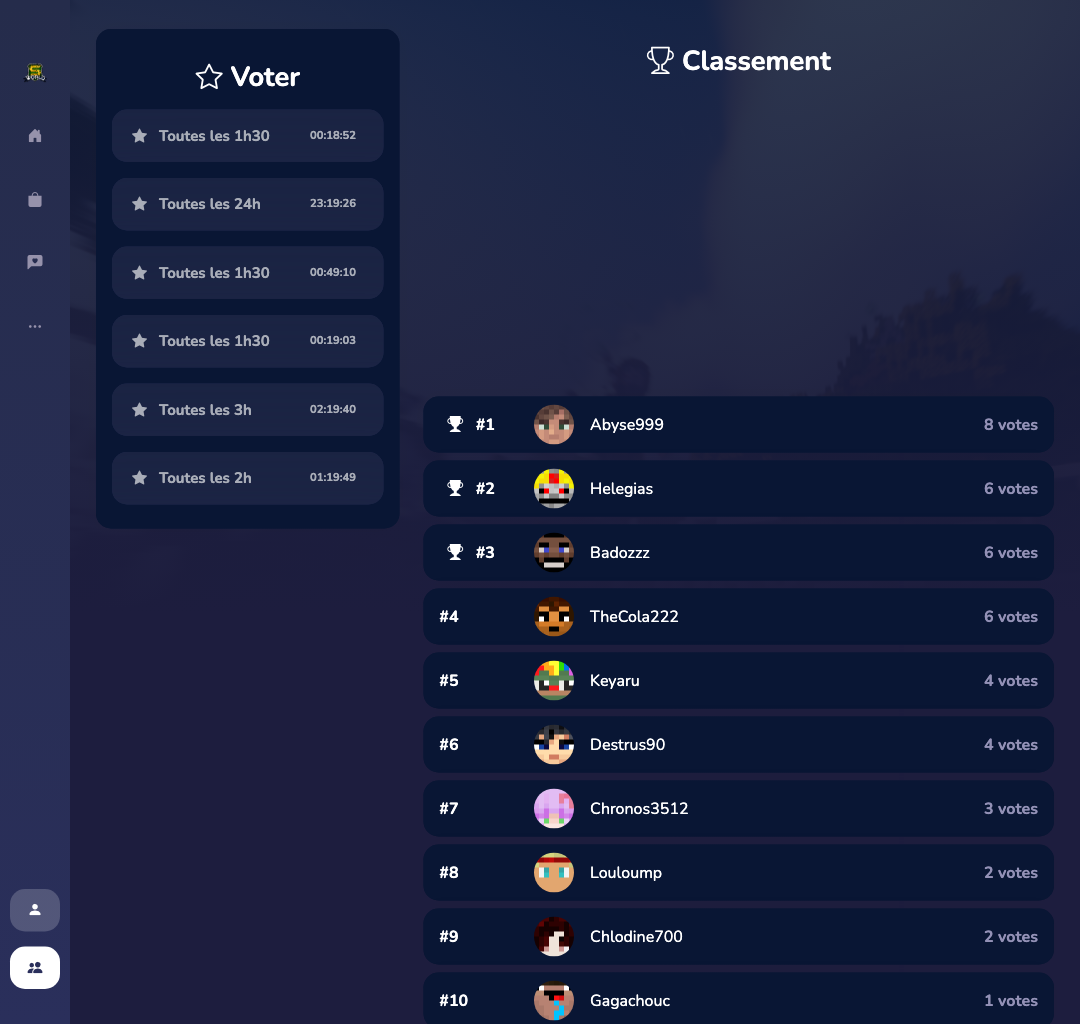 Voter
Toutes les 1h30 00:18:52
Toutes les 24h 23:19:26
Toutes les 1h30 00:49:10
Toutes les 1h30 00:19:03
Toutes les 3h 02:19:40
Toutes les 2h 01:19:49
Classement
#1 Abyse999 8 votes
#2 Helegias 6 votes
#3 Badozzz 6 votes
#4 TheCola222 6 votes
#5 Keyaru 4 votes
#6 Destrus90 4 votes
#7 Chronos3512 3 votes
#8 Louloump 2 votes
#9 Chlodine700 2 votes
#10 Gagachouc 1 votes